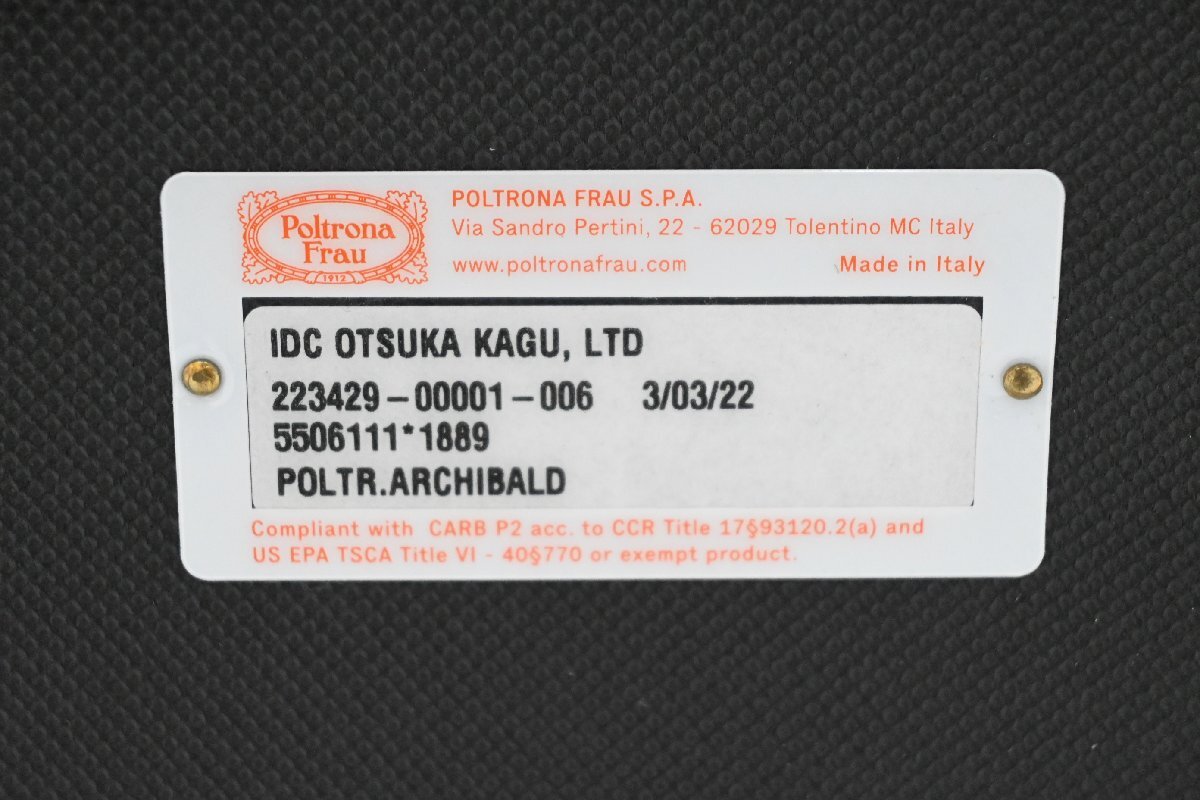 Poltrona
Frau
1912
POLTRONA FRAU S.P.A.
Via Sandro Pertini, 22 - 62029 Tolentino MC Italy
www.poltronafrau.com
Made in Italy
IDC OTSUKA KAGU, LTD
223429-00001-006 3/03/22
5506111*1889
POLTR.ARCHIBALD
Compliant with CARB P2 acc. to CCR Title 17§93120.2(a) and
US EPA TSCA Title VI - 40§770 or exempt product.